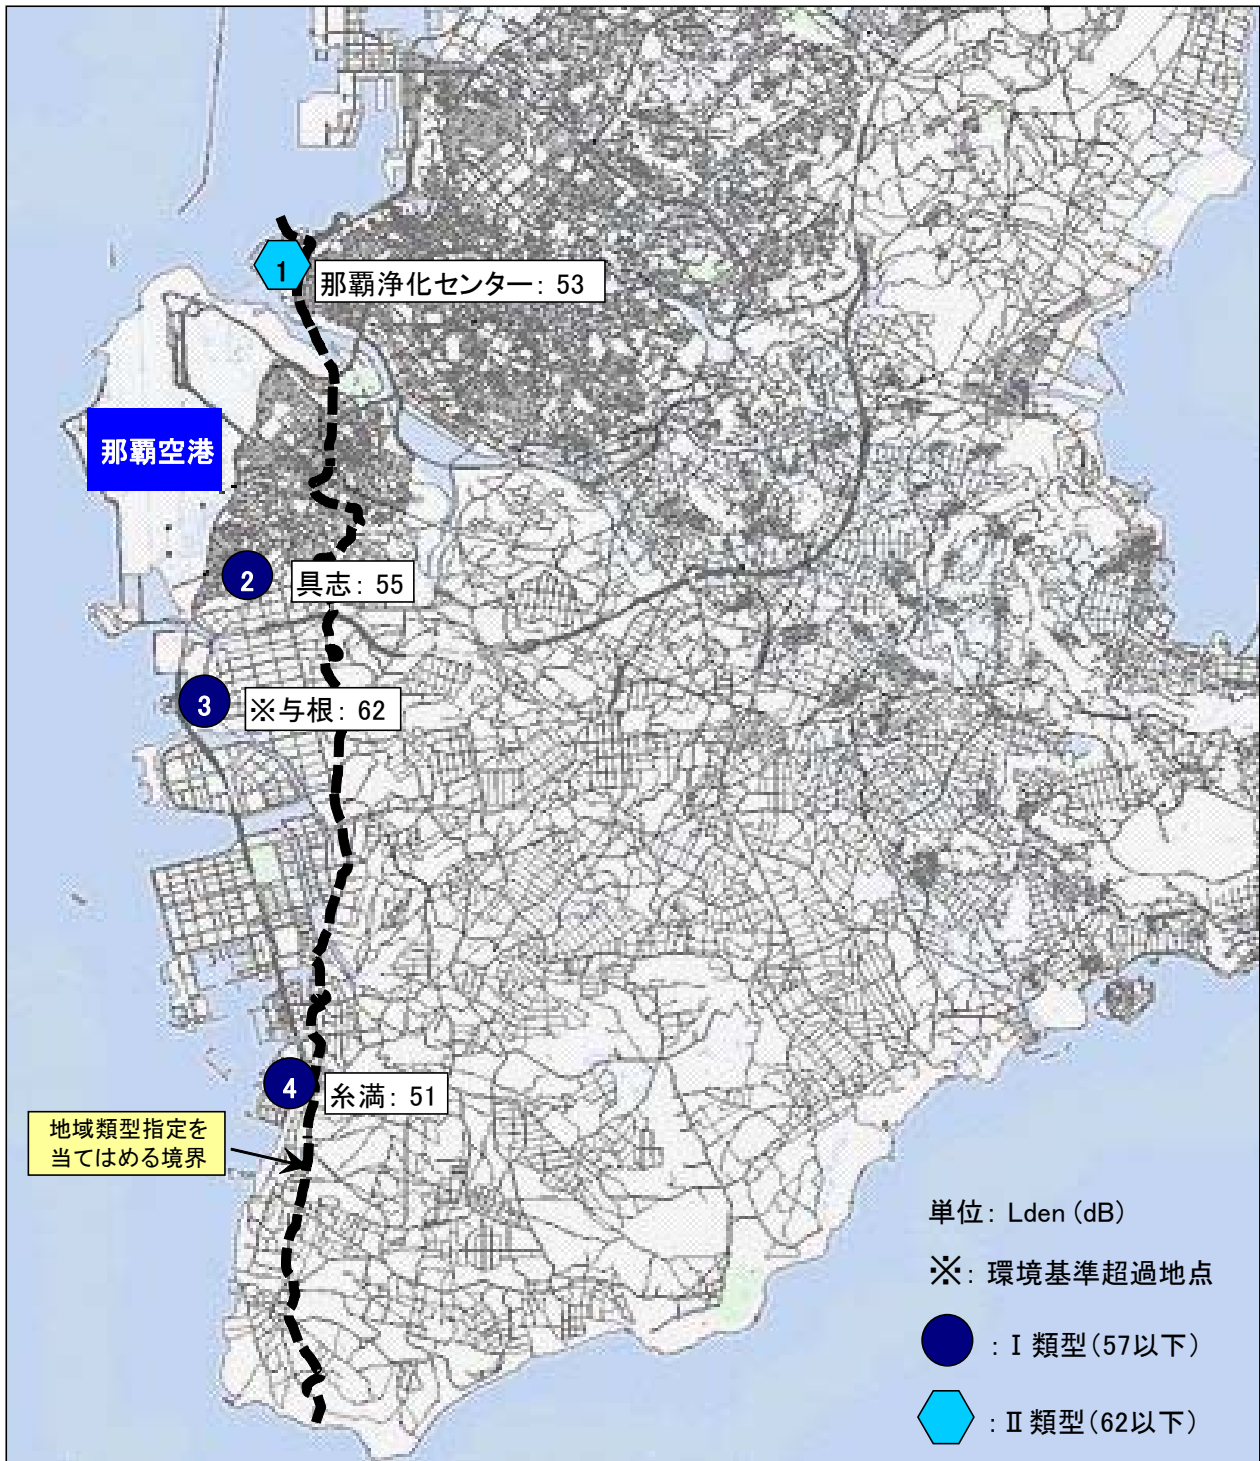 1
那覇浄化センター: 53
那覇空港
2
具志: 55
3
※与根: 62
4
糸満: 51
地域類型指定を
当てはめる境界
単位: Lden (dB)
※: 環境基準超過地点
: Ⅰ類型(57以下)
: Ⅱ類型(62以下)